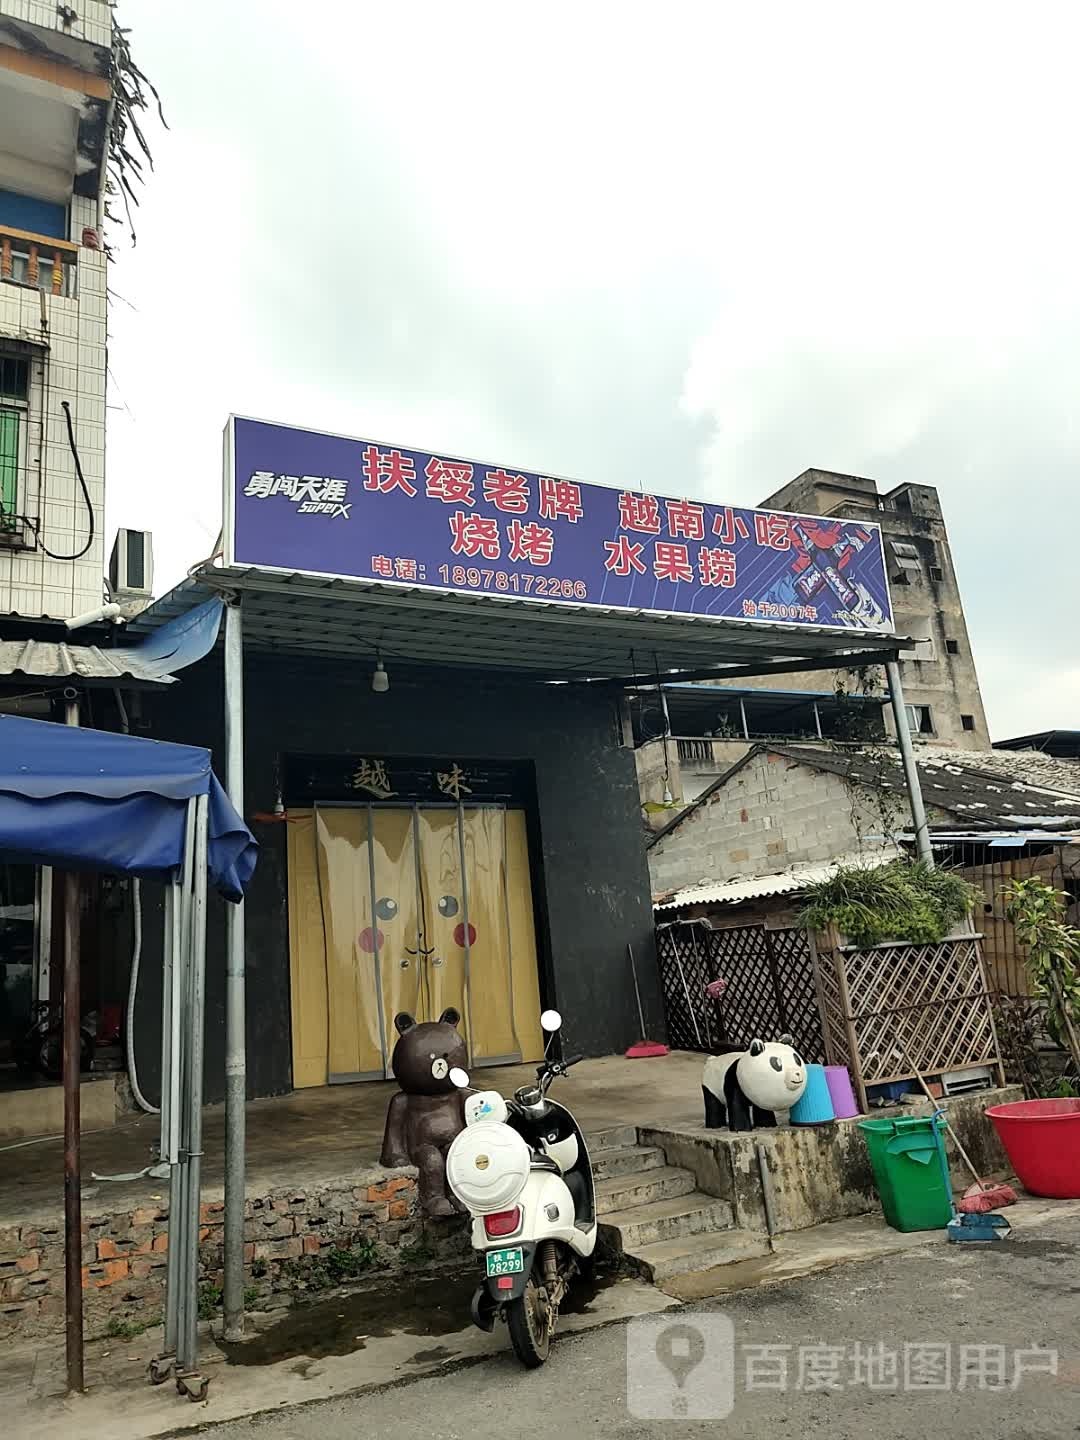 勇闯天涯
superX
扶绥老牌 越南小吃
烧烤 水果捞
电话：18978172266
始于2007年
越味
扶绥
28299
百度地图用户